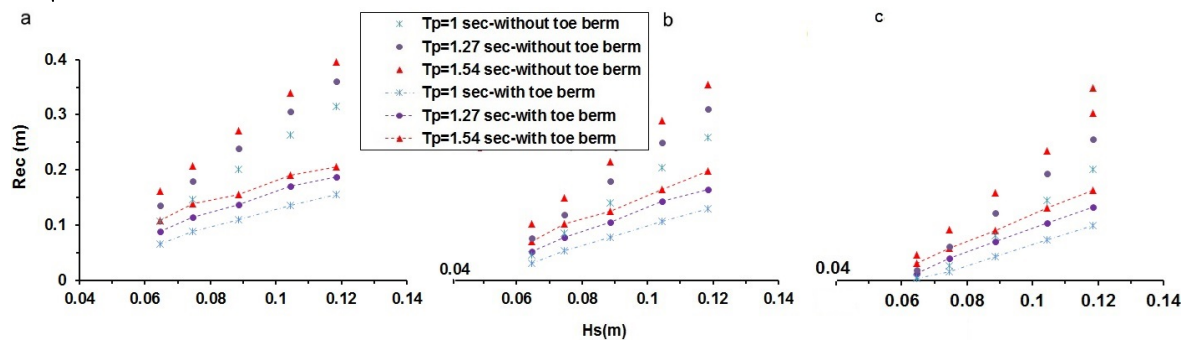 a
b
c
Tp=1 sec-without toe berm
Tp=1.27 sec-without toe berm
Tp=1.54 sec-without toe berm
Tp=1 sec-with toe berm
Tp=1.27 sec-with toe berm
Tp=1.54 sec-with toe berm
Rec (m)
0.4
0.3
0.2
0.1
0
0.04 0.06 0.08 0.10 0.12 0.14
0.04
0.06 0.08 0.10 0.12 0.14
0.04
0.06 0.08 0.10 0.12 0.14
Hs(m)